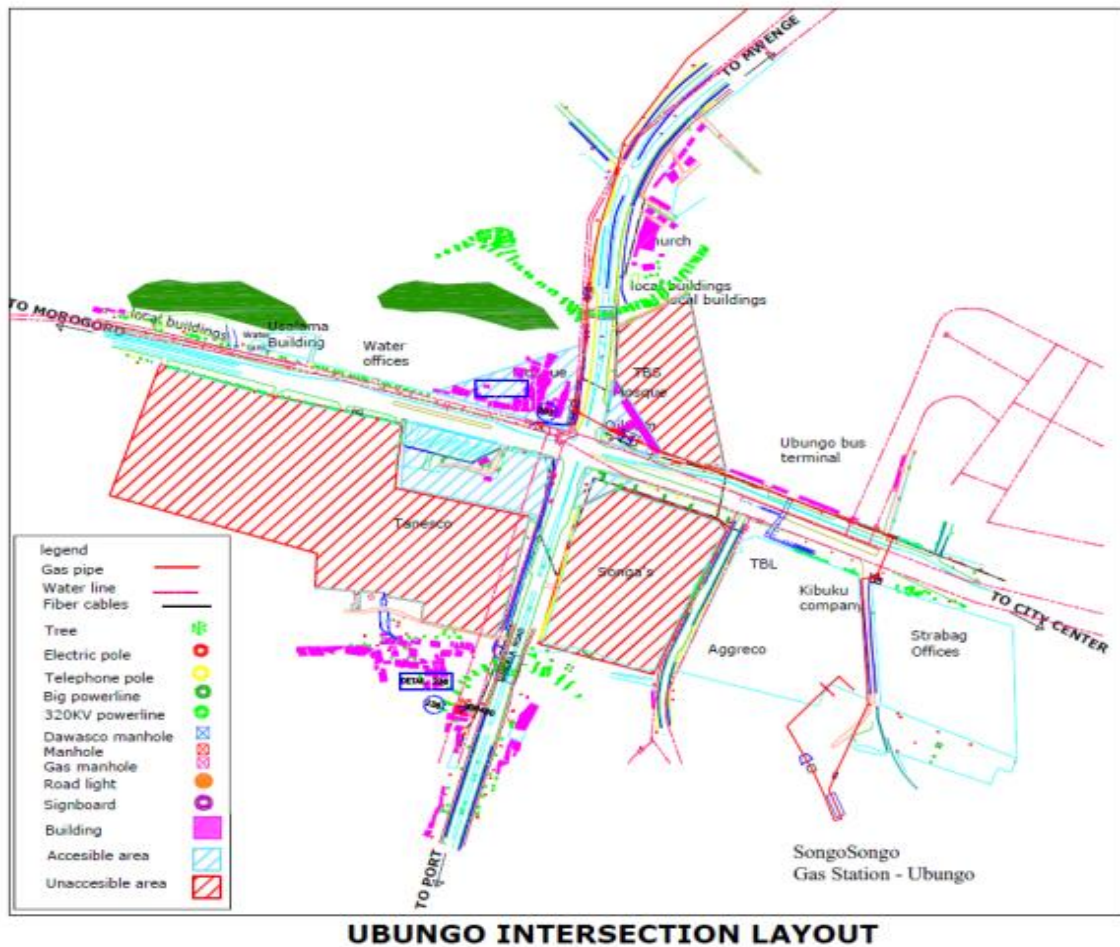 TO MWENGE
church
local buildings
local buildings
TO MOROGORO
local buildings
Water
Usalama
Building
Water
offices
TBS
Mosque
Ubungo bus
terminal
Tanesco
Songa's
TBL
Kibuku
company
TO CITY CENTER
Aggreco
Strabag
Offices
DETAIL
TO PORT
SongoSongo
Gas Station - Ubungo
legend
Gas pipe
Water line
Fiber cables
Tree
Electric pole
Telephone pole
Big powerline
320KV powerline
Dawasco manhole
Manhole
Gas manhole
Road light
Signboard
Building
Accesible area
Unaccesible area
UBUNGO INTERSECTION LAYOUT